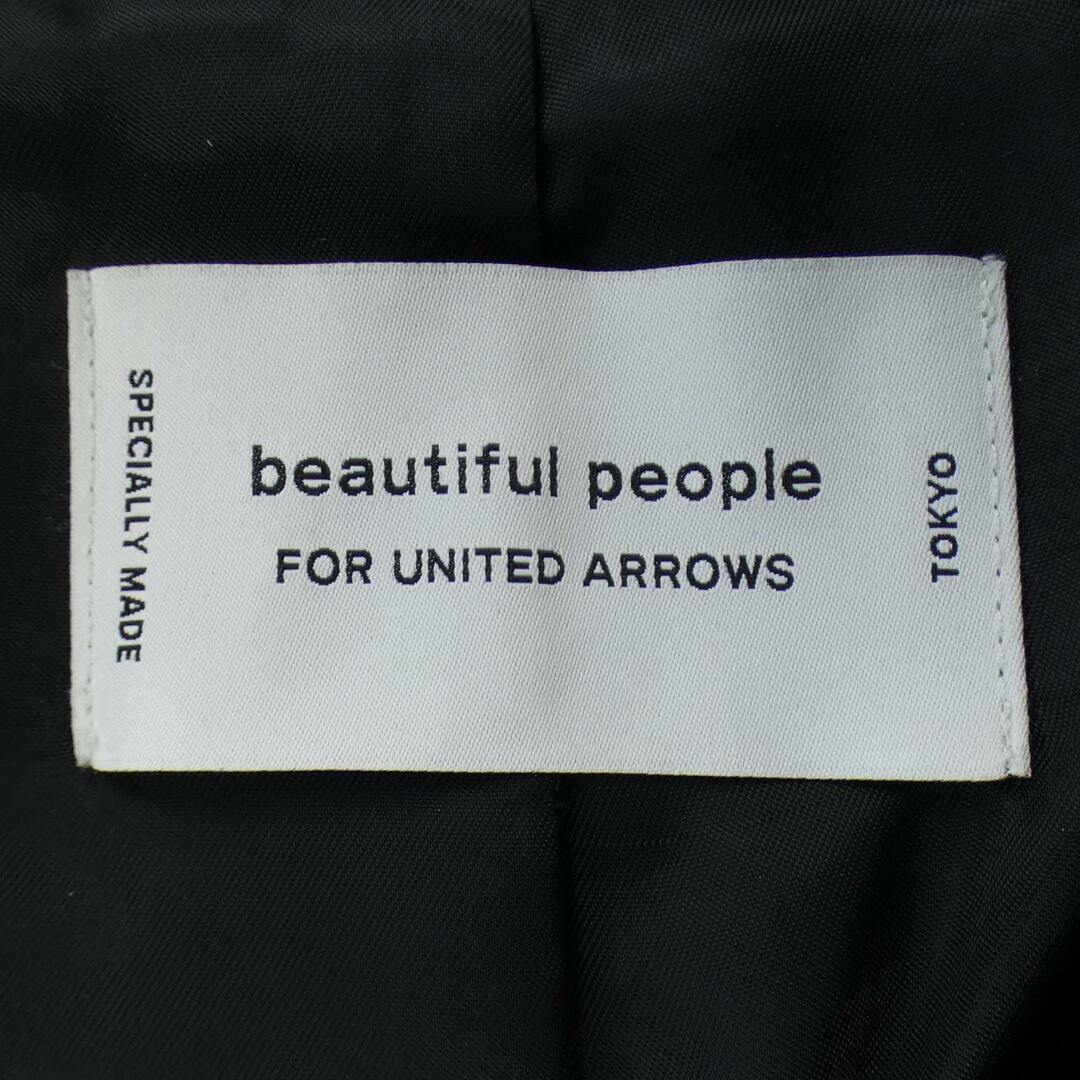 SPECIALLY MADE
beautiful people
FOR UNITED ARROWS
TOKYO